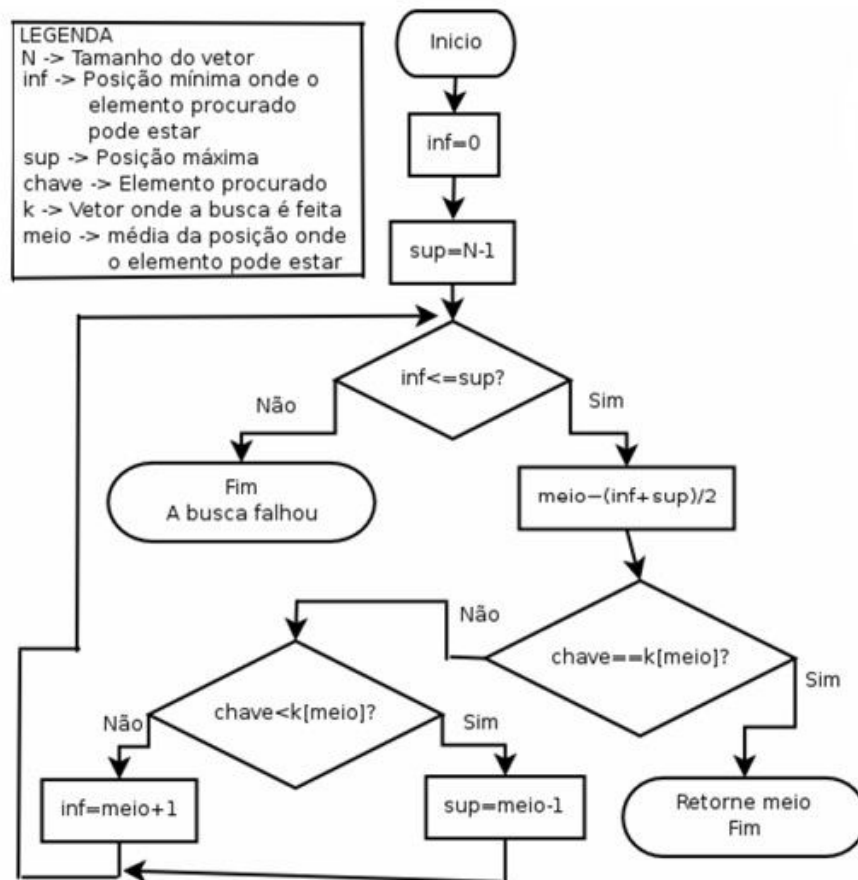 LEGENDA
N -> Tamanho do vetor
inf -> Posição mínima onde o
elemento procurado
pode estar
sup -> Posição máxima
chave -> Elemento procurado
k -> Vetor onde a busca é feita
meio -> média da posição onde
o elemento pode estar
Inicio
inf=0
sup=N-1
inf<=sup?
Não
Sim
Fim
A busca falhou
meio−(inf+sup)/2
chave==k[meio]?
Não
Sim
chave<k[meio]?
Não
Sim
inf=meio+1
sup=meio-1
Retorne meio
Fim